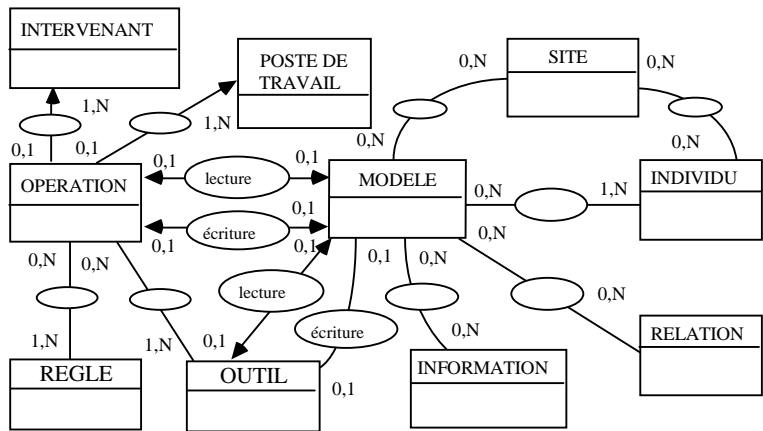 INTERVENANT
POSTE DE
TRAVAIL
SITE
0,N
0,N
1,N
1,N
0,1
0,1
0,N
0,N
OPERATION
0,1
lecture
0,1
MODELE
INDIVIDU
0,N
1,N
0,1
écriture
0,1
0,1
0,1
0,N
0,N
0,N
0,1
0,N
lecture
0,N
écriture
0,1
0,N
1,N
1,N
RELATION
REGLE
OUTIL
0,1
INFORMATION